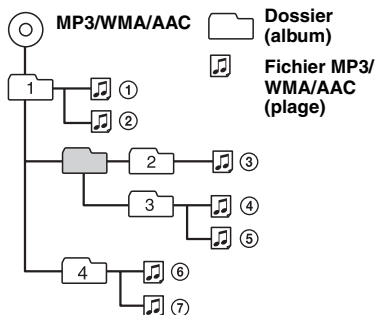 MP3/WMA/AAC
Dossier
(album)
Fichier MP3/
WMA/AAC
(plage)
1
①
②
2
③
3
④
⑤
4
⑥
⑦